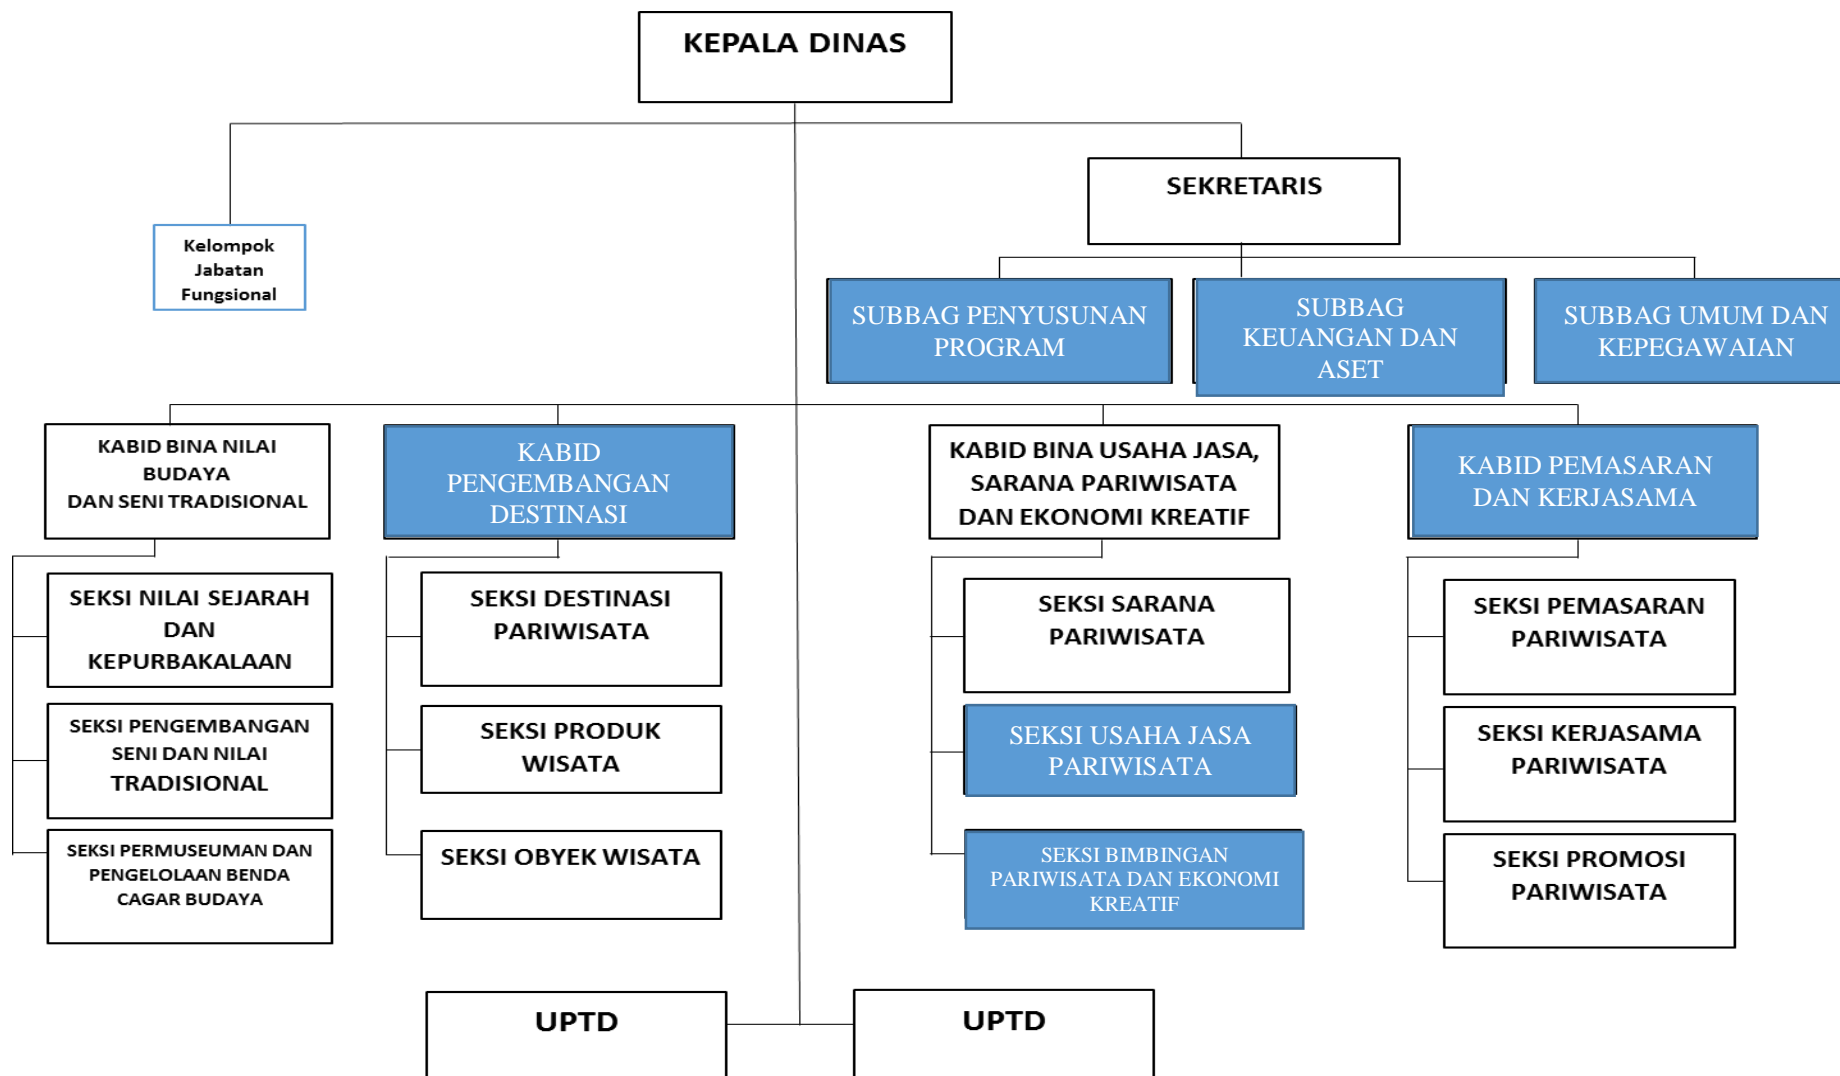 KEPALA DINAS
SEKRETARIS
Kelompok
Jabatan
Fungsional
SUBBAG PENYUSUNAN
PROGRAM
SUBBAG
KEUANGAN DAN
ASET
SUBBAG UMUM DAN
KEPEGAWAIAN
KABID BINA NILAI
BUDAYA
DAN SENI TRADISIONAL
KABID
PENGEMBANGAN
DESTINASI
KABID BINA USAHA JASA,
SARANA PARIWISATA
DAN EKONOMI KREATIF
KABID PEMASARAN
DAN KERJASAMA
SEKSI NILAI SEJARAH
DAN
KEPURBAKALAAN
SEKSI DESTINASI
PARIWISATA
SEKSI SARANA
PARIWISATA
SEKSI PEMASARAN
PARIWISATA
SEKSI PENGEMBANGAN
SENI DAN NILAI
TRADISIONAL
SEKSI PRODUK
WISATA
SEKSI USAHA JASA
PARIWISATA
SEKSI KERJASAMA
PARIWISATA
SEKSI PERMUSEUMAN DAN
PENGELOLAAN BENDA
CAGAR BUDAYA
SEKSI OBYEK WISATA
SEKSI BIMBINGAN
PARIWISATA DAN EKONOMI
KREATIF
SEKSI PROMOSI
PARIWISATA
UPTD
UPTD